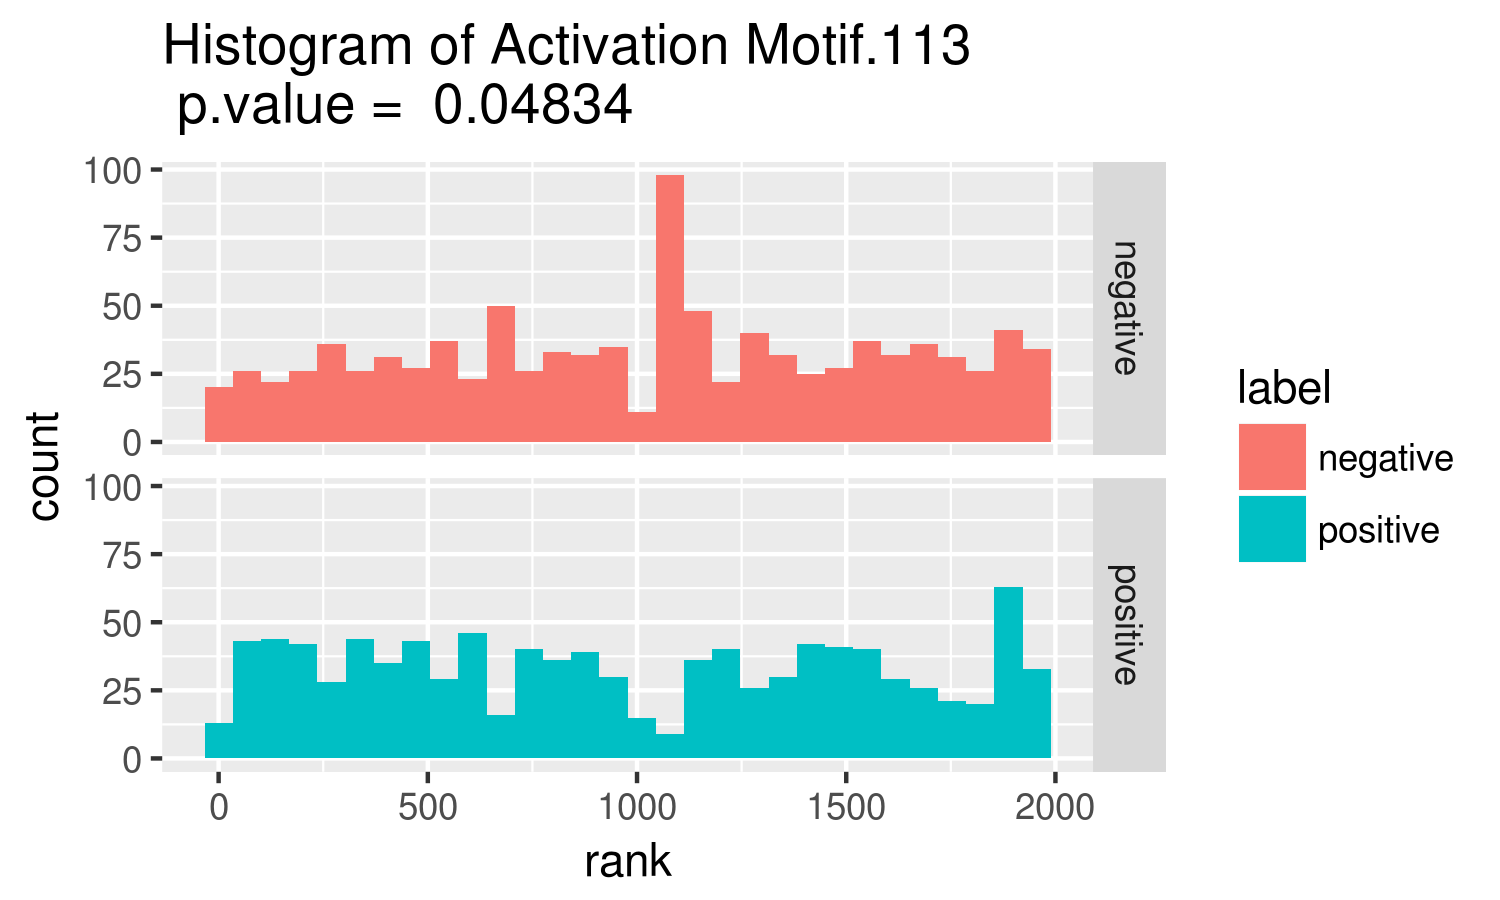 Histogram of Activation Motif.113
p.value =  0.04834
100
75
50
25
0
negative
100
75
50
25
0
positive
0 500 1000 1500 2000
rank
count
label
negative
positive